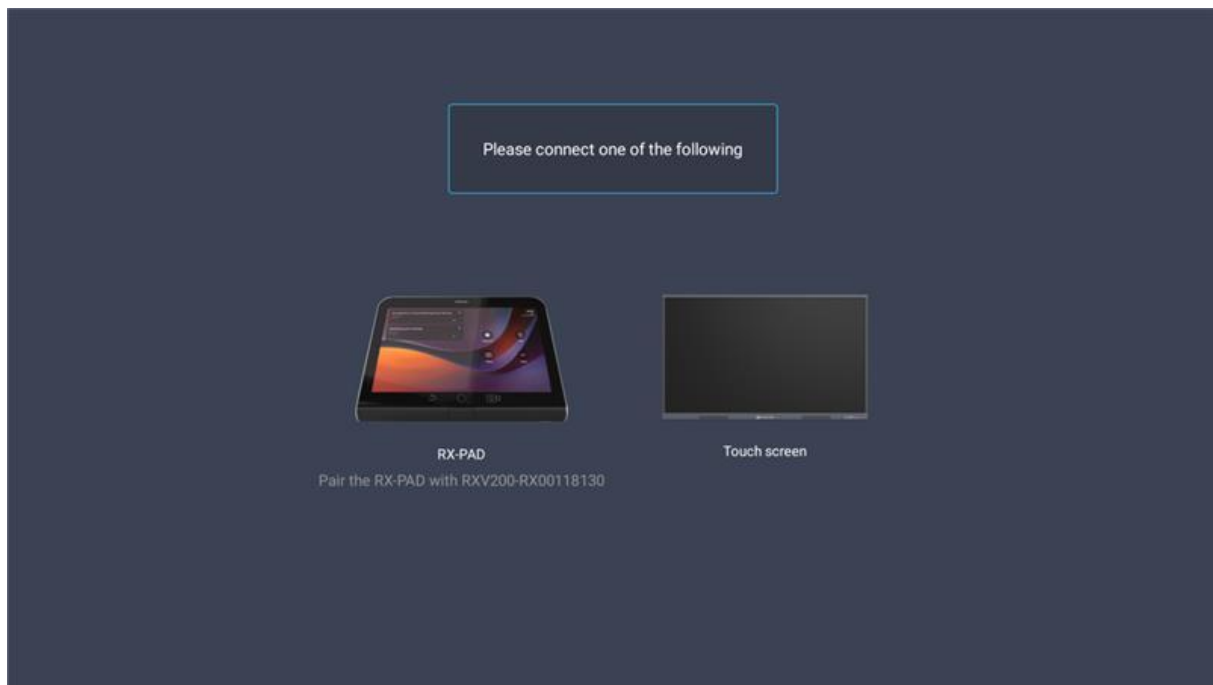 Please connect one of the following
RX-PAD
Touch screen
Pair the RX-PAD with RXV200-RX00118130